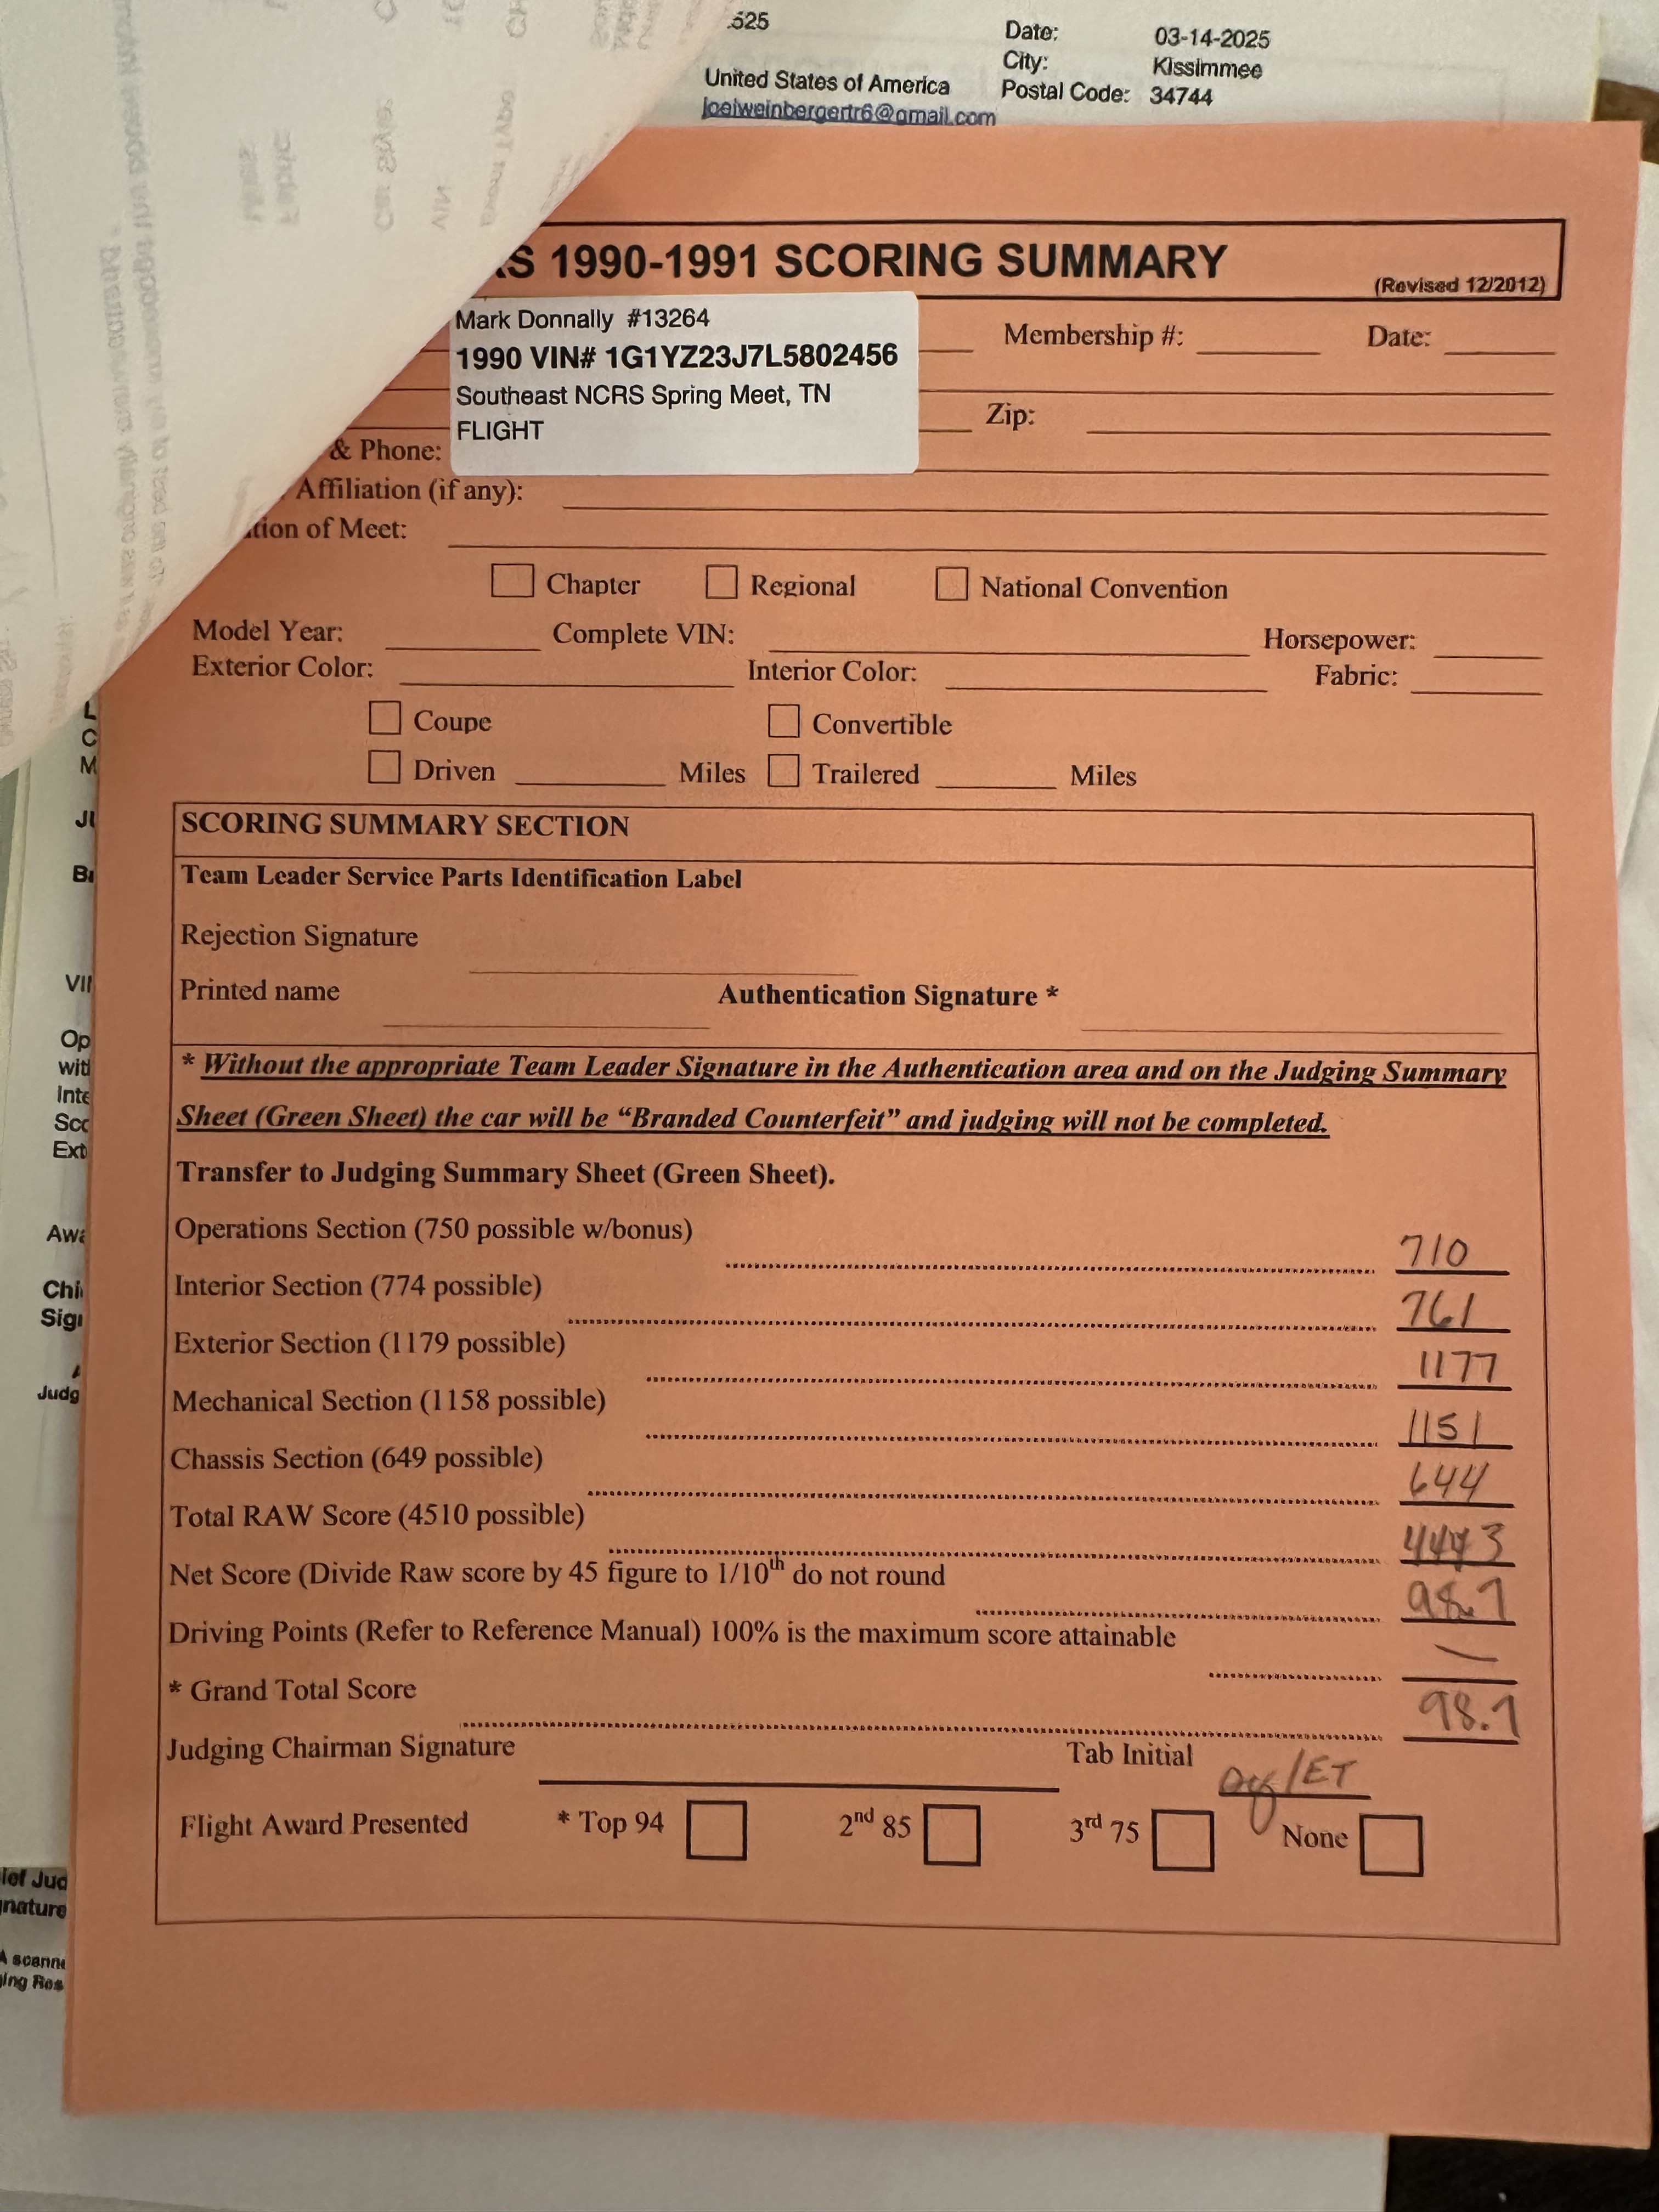 .525
Date: 03-14-2025
City: Kissimmee
United States of America
Postal Code: 34744
joelweinbergertr6@gmail.com
RS 1990-1991 SCORING SUMMARY
(Revised 12/2012)
Mark Donnally #13264
1990 VIN# 1G1YZ23J7L5802456
Southeast NCRS Spring Meet, TN
FLIGHT
Membership #: Date:
Zip:
& Phone:
Affiliation (if any):
tion of Meet:
Chapter Regional National Convention
Model Year: Complete VIN: Horsepower:
Exterior Color: Interior Color: Fabric:
Coupe Convertible
Driven Miles Trailered Miles
SCORING SUMMARY SECTION
Team Leader Service Parts Identification Label
Rejection Signature
Printed name Authentication Signature *
* Without the appropriate Team Leader Signature in the Authentication area and on the Judging Summary
Sheet (Green Sheet) the car will be “Branded Counterfeit” and judging will not be completed.
Transfer to Judging Summary Sheet (Green Sheet).
Operations Section (750 possible w/bonus) 710
Interior Section (774 possible) 761
Exterior Section (1179 possible) 1177
Mechanical Section (1158 possible) 1151
Chassis Section (649 possible) 644
Total RAW Score (4510 possible) 4443
Net Score (Divide Raw score by 45 figure to 1/10th do not round 98.7
Driving Points (Refer to Reference Manual) 100% is the maximum score attainable —
* Grand Total Score 98.7
Judging Chairman Signature Tab Initial /ET
Flight Award Presented * Top 94 2nd 85 3rd 75 None